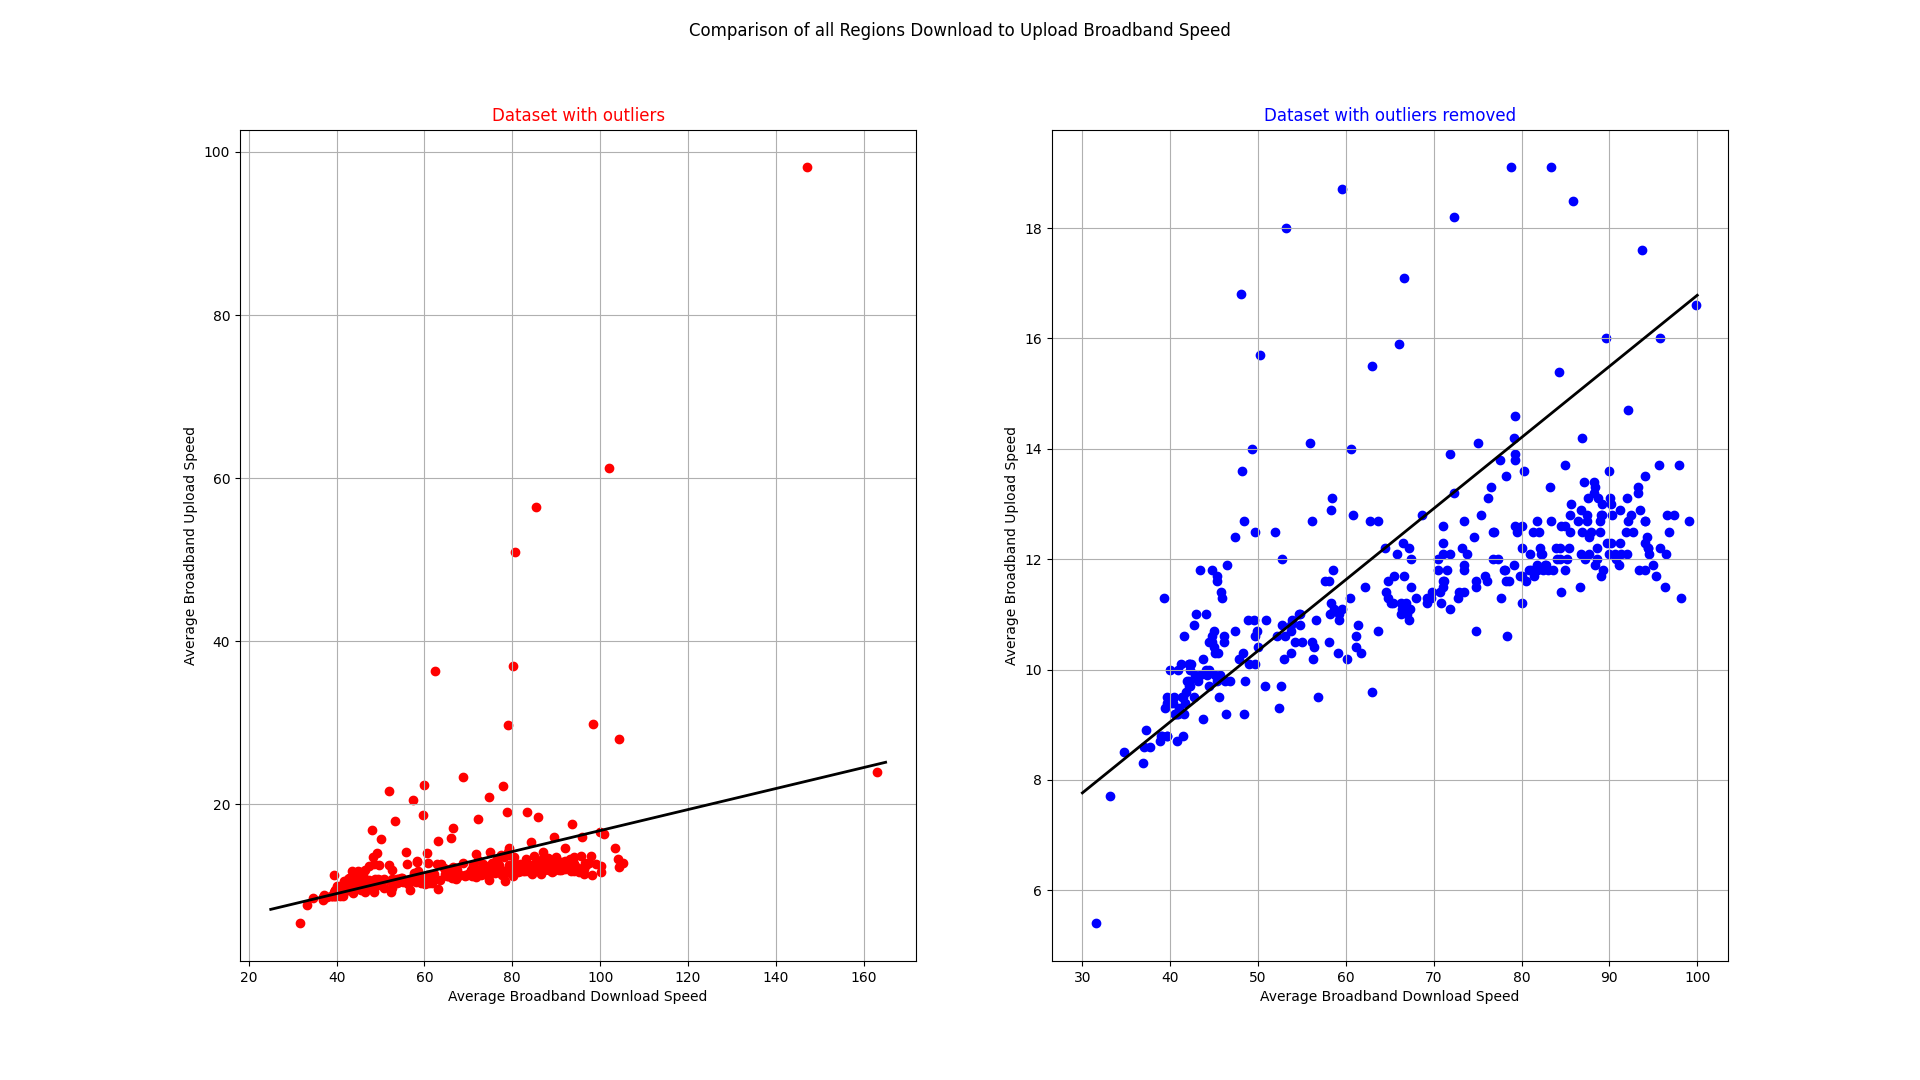 Comparison of all Regions Download to Upload Broadband Speed
Dataset with outliers
100
80
60
40
20
Average Broadband Upload Speed
20 40 60 80 100 120 140 160
Average Broadband Download Speed
Dataset with outliers removed
18
16
14
12
10
8
6
Average Broadband Upload Speed
30 40 50 60 70 80 90 100
Average Broadband Download Speed